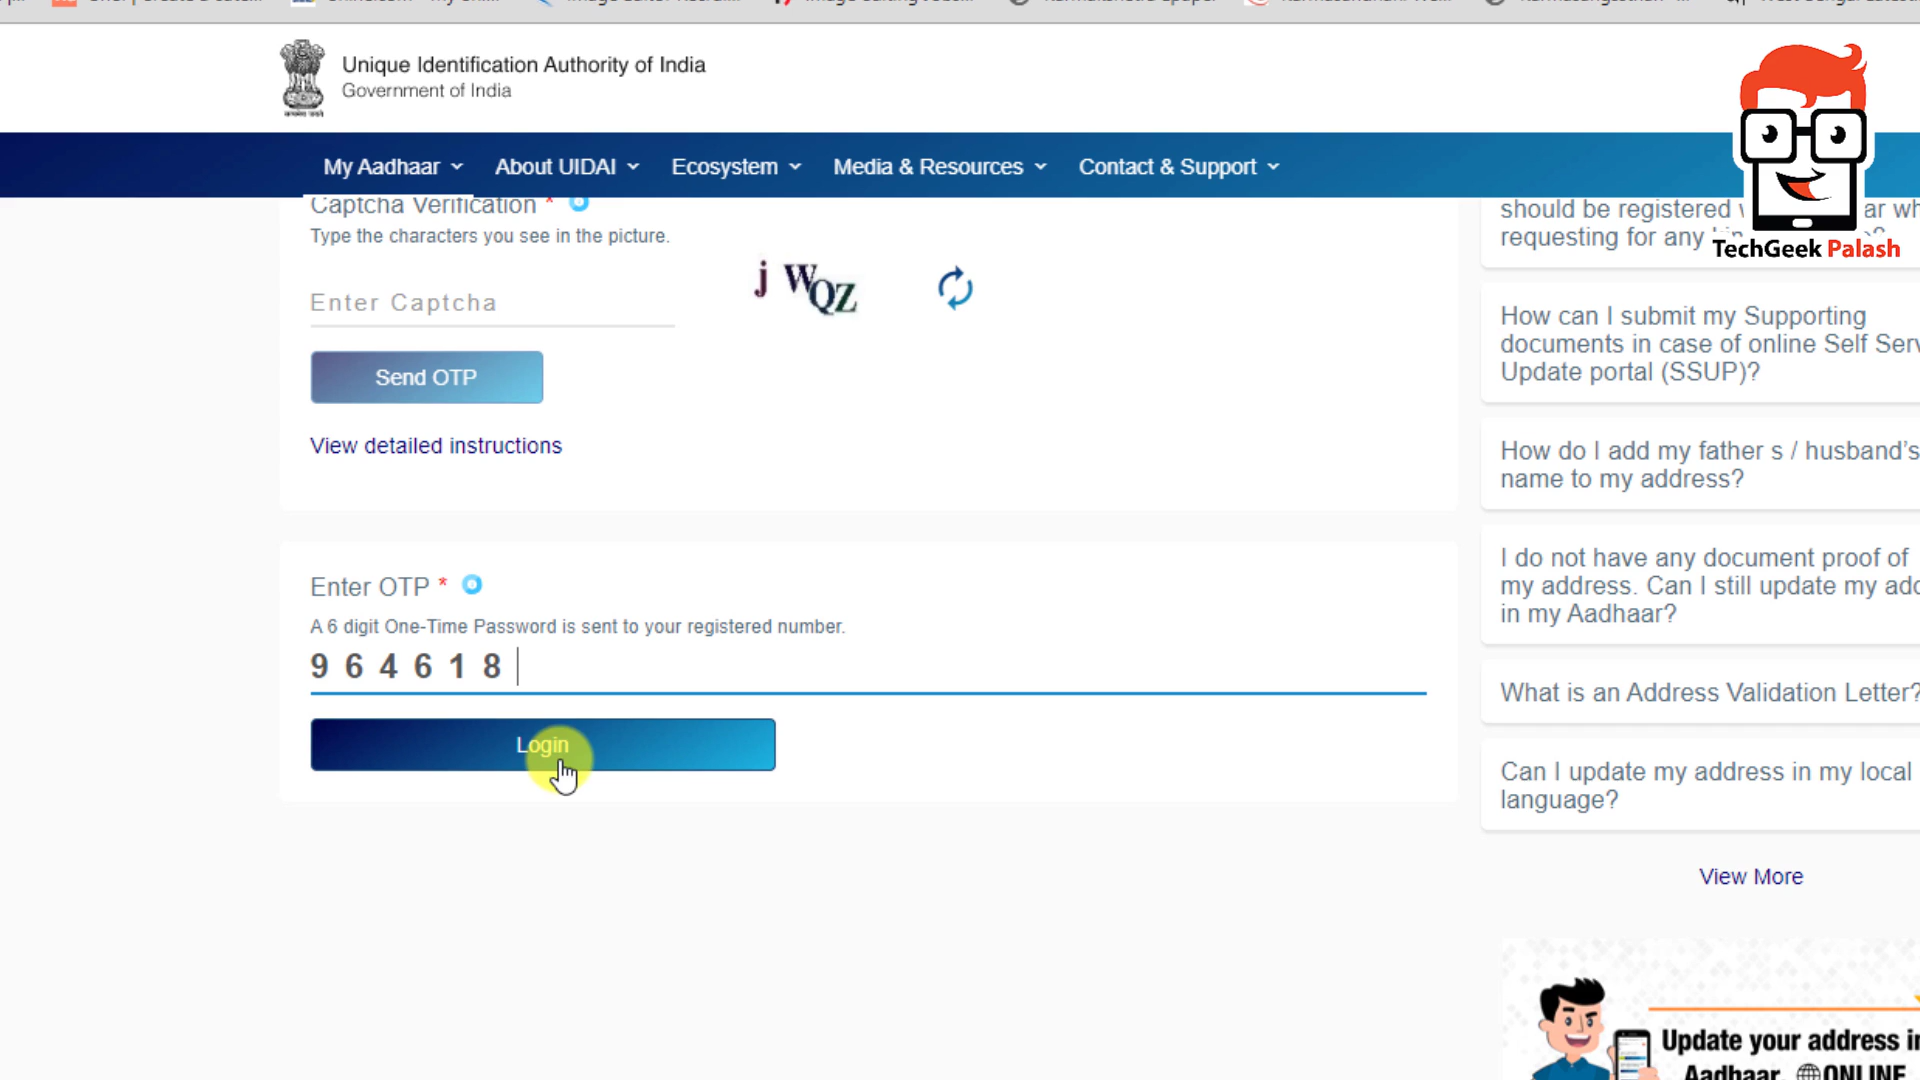 Unique Identification Authority of India
Government of India
My Aadhaar
About UIDAI
Ecosystem
Media & Resources
Contact & Support
TechGeek Palash
Captcha Verification *
Type the characters you see in the picture.
Enter Captcha
j WQZ
Send OTP
View detailed instructions
Enter OTP *
A 6 digit One-Time Password is sent to your registered number.
9 6 4 6 1 8
Login
should be registered
requesting for any
How can I submit my Supporting
documents in case of online Self Serv
Update portal (SSUP)?
How do I add my father s / husband's
name to my address?
I do not have any document proof of
my address. Can I still update my add
in my Aadhaar?
What is an Address Validation Letter?
Can I update my address in my local
language?
View More
Update your address in
Aadhaar, ONLINE